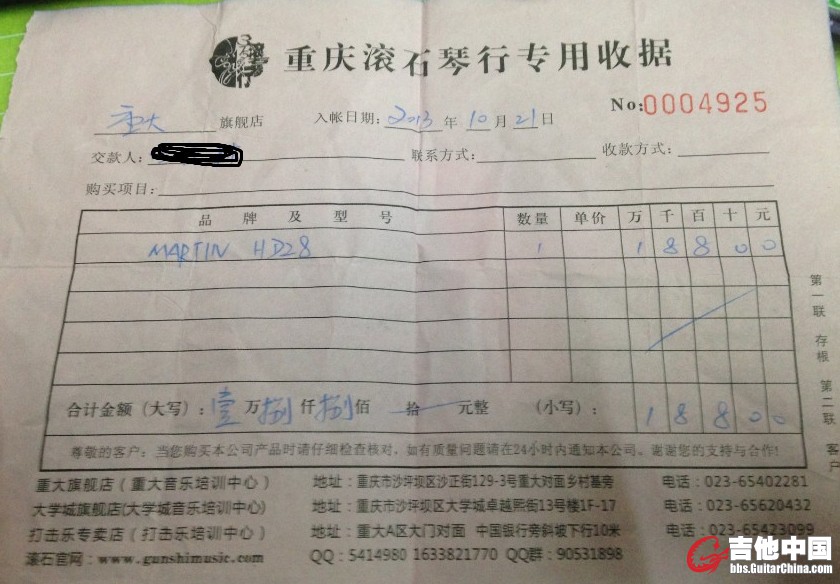 重庆滚石琴行专用收据
No:0004925
重大 旗舰店 入帐日期: 2013 年 10 月 21 日
交款人: 联系方式: 收款方式:
购买项目:
品牌及型号 数量 单价 万 千 百 十 元
MARTIN HD28 1 1 8 8 0 0
合计金额（大写）: 壹 万 捌 仟 捌 佰 拾 元整 （小写）: 1 8 8 0 0
尊敬的客户：当您购买本公司产品时请仔细检查核对，如有质量问题请在24小时内通知本公司。谢谢您的支持与合作!
第一联 存根 第二联 客户
重大旗舰店（重大音乐培训中心） 地址：重庆市沙坪坝区沙正街129-3号重大对面乡村基旁 电话：023-65402281
大学城旗舰店(大学城音乐培训中心) 地址：重庆市沙坪坝区大学城卓越熙街13号楼1F-17 电话：023-65620432
打击乐专卖店（打击乐培训中心） 地址：重大A区大门对面 中国银行旁斜坡下行10米 电话：023-65423099
滚石官网：www.gunshimusic.com QQ：5414980 1633821770 QQ群：90531898
吉他中国
bbs.GuitarChina.com